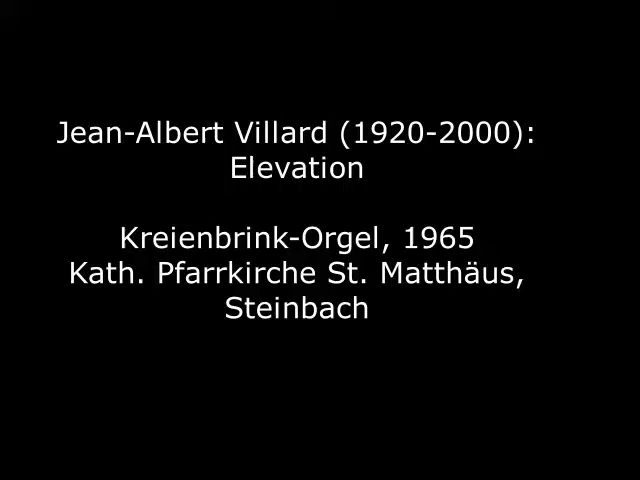 Jean-Albert Villard (1920-2000):
Elevation
Kreienbrink-Orgel, 1965
Kath. Pfarrkirche St. Matthäus,
Steinbach